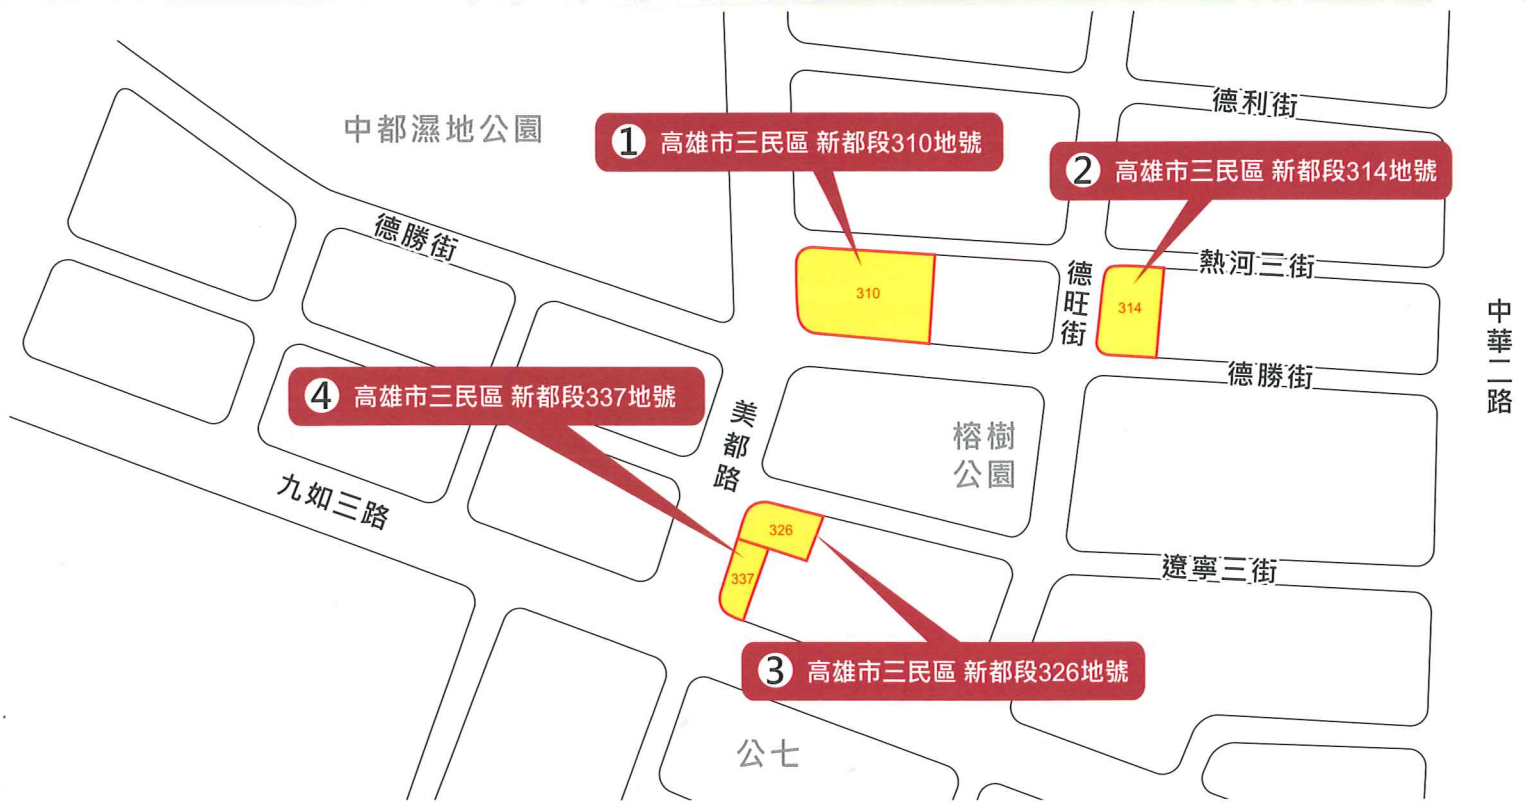 德利街
中都濕地公園
1 高雄市三民區 新都段310地號
2 高雄市三民區 新都段314地號
德勝街
熱河三街
德旺街
310
314
中華二路
德勝街
4 高雄市三民區 新都段337地號
美都路
榕樹
公園
九如三路
326
337
遼寧三街
3 高雄市三民區 新都段326地號
公七